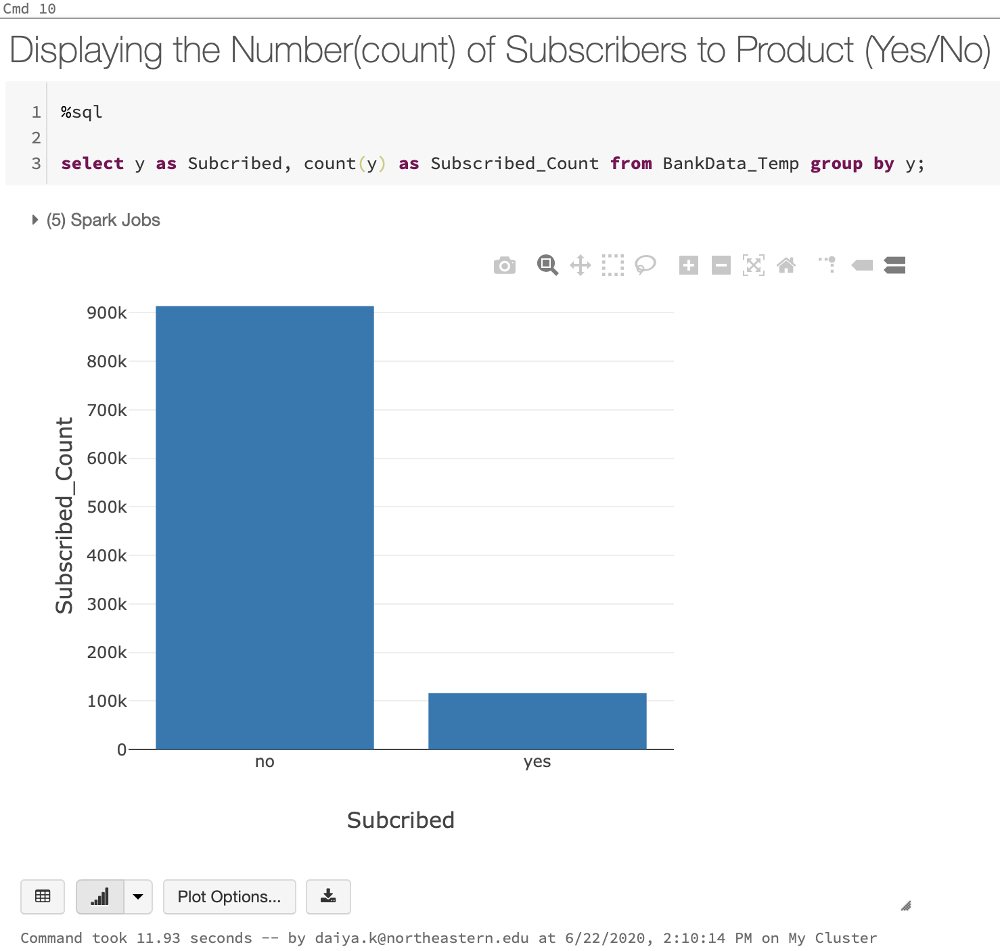 Cmd 10
Displaying the Number(count) of Subscribers to Product (Yes/No)
1 %sql
2
3 select y as Subcribed, count(y) as Subscribed_Count from BankData_Temp group by y;
(5) Spark Jobs
900k
800k
700k
600k
500k
400k
300k
200k
100k
0
Subscribed_Count
no yes
Subcribed
Plot Options...
Command took 11.93 seconds -- by daiya.k@northeastern.edu at 6/22/2020, 2:10:14 PM on My Cluster